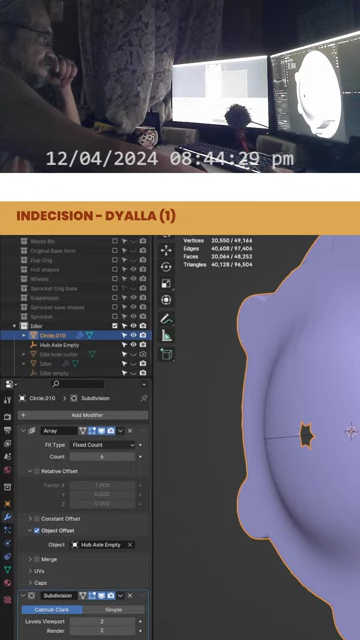 12/04/2024 08:44:29 pm
INDECISION - DYALLA (1)
Waste Bin
Original Base hirin
Dup Orig
Hull shapes
Wheels
Sprocket Orig base
Suspension
Sprocket save shapes
Sprocket
Idler
Circle.010
Hub Axle Empty
Idle hole cutter
Idler
Idler empty
Vertices 20,550 / 49,166
Edges 40,608 / 97,406
Faces 20,064 / 48,252
Triangles 40,128 / 96,504
Circle.010 > Subdivision
Add Modifier
Array
Fit Type Fixed Count
Count 6
Relative Offset
Factor X 1.000
Y 0.000
Z 0.000
Constant Offset
Object Offset
Object Hub Axle Empty
Merge
UVs
Caps
Subdivision
Catmull-Clark Simple
Levels Viewport 2
Render 2